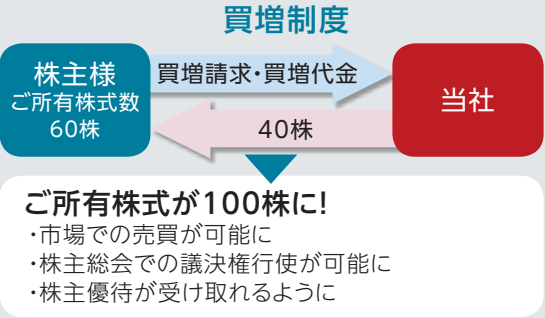 買増制度
株主様
ご所有株式数
60株
買増請求・買増代金
40株
当社
ご所有株式が100株に!
・市場での売買が可能に
・株主総会での議決権行使が可能に
・株主優待が受け取れるように